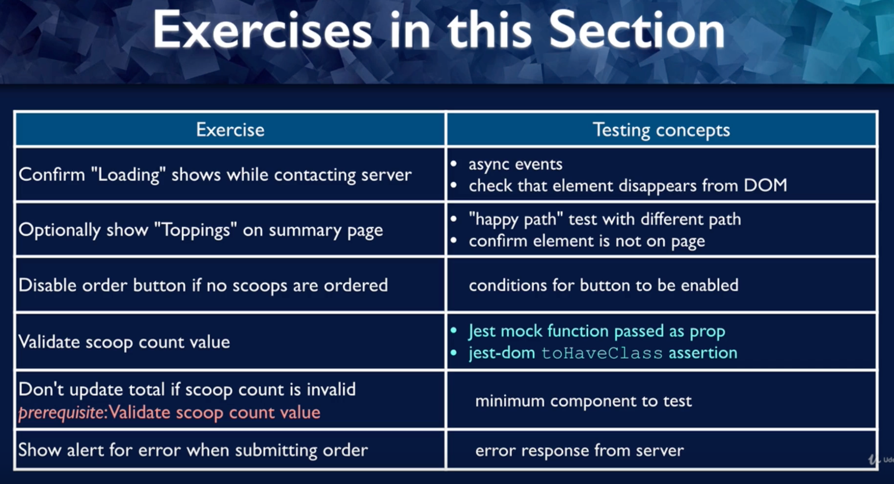 Exercises in this Section
Exercise
Testing concepts
Confirm "Loading" shows while contacting server
• async events
• check that element disappears from DOM
Optionally show "Toppings" on summary page
• "happy path" test with different path
• confirm element is not on page
Disable order button if no scoops are ordered
conditions for button to be enabled
Validate scoop count value
• Jest mock function passed as prop
• jest-dom toHaveClass assertion
Don't update total if scoop count is invalid
prerequisite: Validate scoop count value
minimum component to test
Show alert for error when submitting order
error response from server